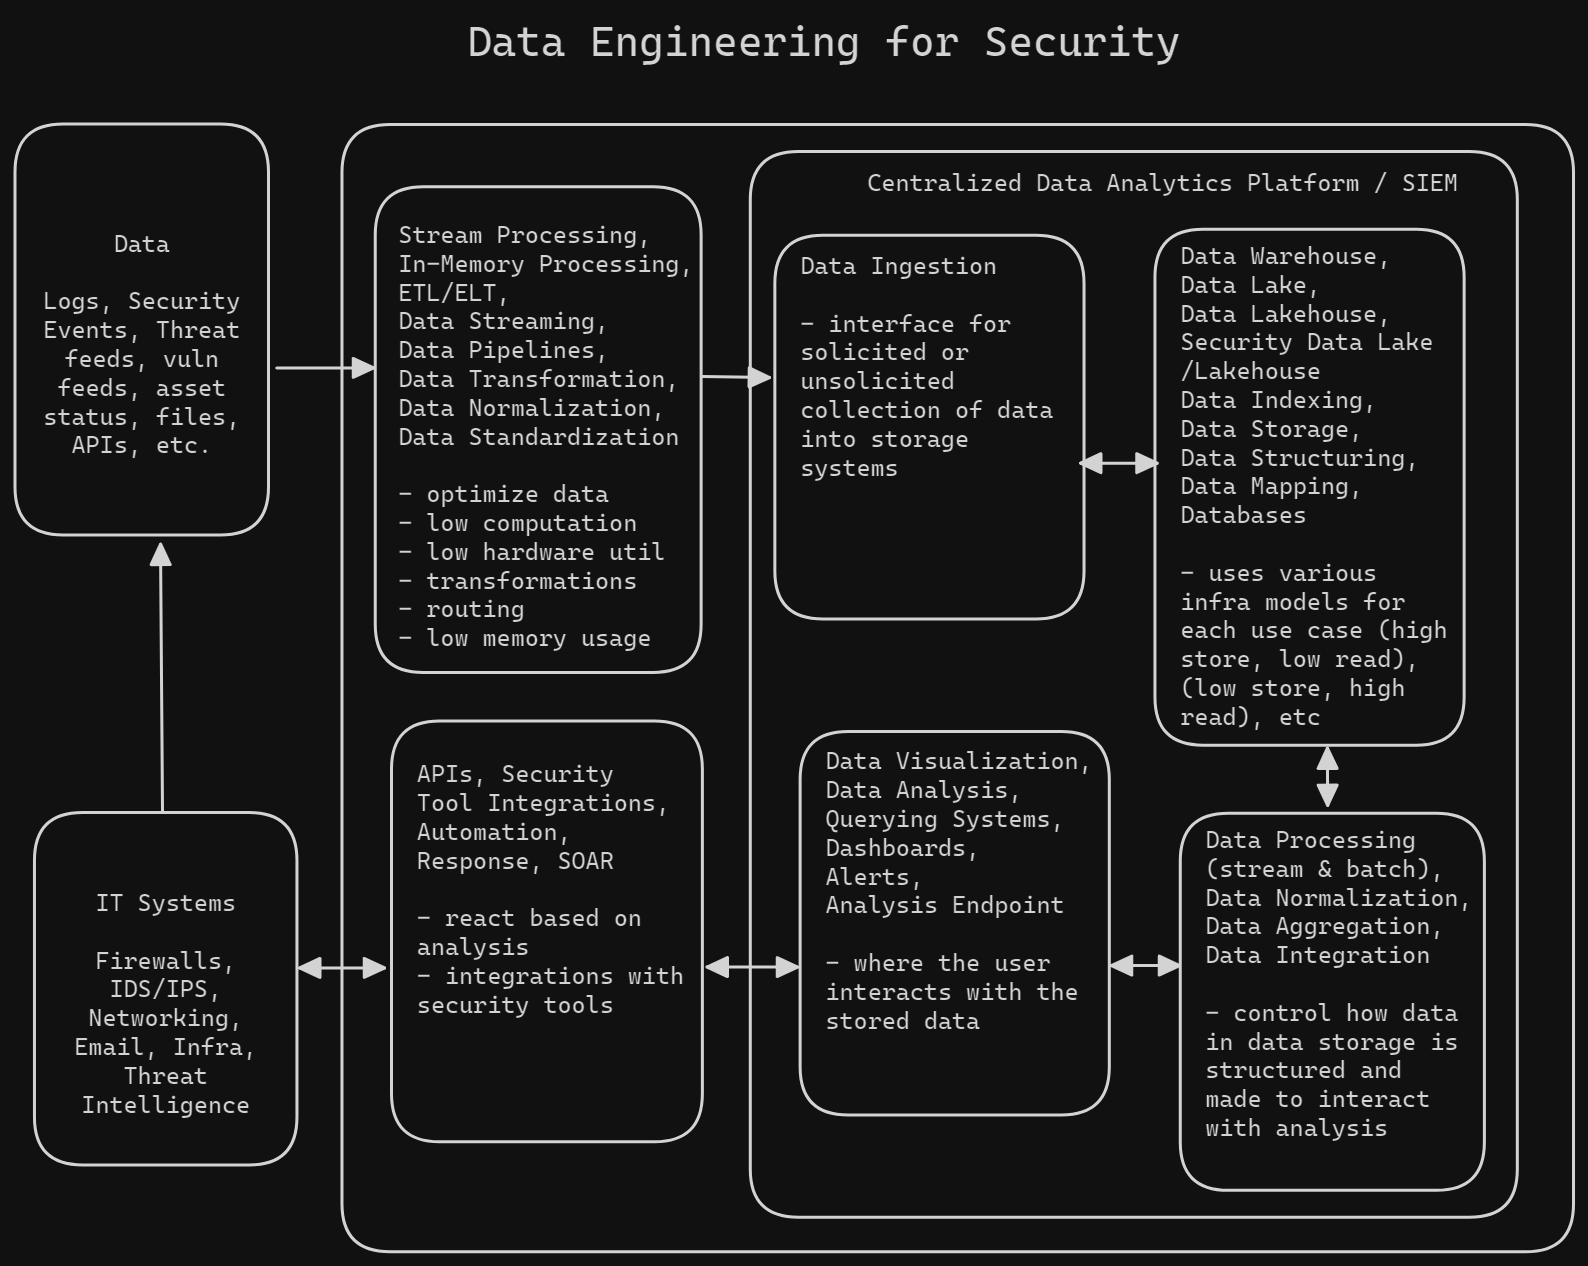 Data Engineering for Security
Data
Logs, Security
Events, Threat
feeds, vuln
feeds, asset
status, files,
APIs, etc.
Stream Processing,
In-Memory Processing,
ETL/ELT,
Data Streaming,
Data Pipelines,
Data Transformation,
Data Normalization,
Data Standardization
- optimize data
- low computation
- low hardware util
- transformations
- routing
- low memory usage
Centralized Data Analytics Platform / SIEM
Data Ingestion
- interface for
solicited or
unsolicited
collection of data
into storage
systems
Data Warehouse,
Data Lake,
Data Lakehouse,
Security Data Lake
/Lakehouse
Data Indexing,
Data Storage,
Data Structuring,
Data Mapping,
Databases
- uses various
infra models for
each use case (high
store, low read),
(low store, high
read), etc
IT Systems
Firewalls,
IDS/IPS,
Networking,
Email, Infra,
Threat
Intelligence
APIs, Security
Tool Integrations,
Automation,
Response, SOAR
- react based on
analysis
- integrations with
security tools
Data Visualization,
Data Analysis,
Querying Systems,
Dashboards,
Alerts,
Analysis Endpoint
- where the user
interacts with the
stored data
Data Processing
(stream & batch),
Data Normalization,
Data Aggregation,
Data Integration
- control how data
in data storage is
structured and
made to interact
with analysis